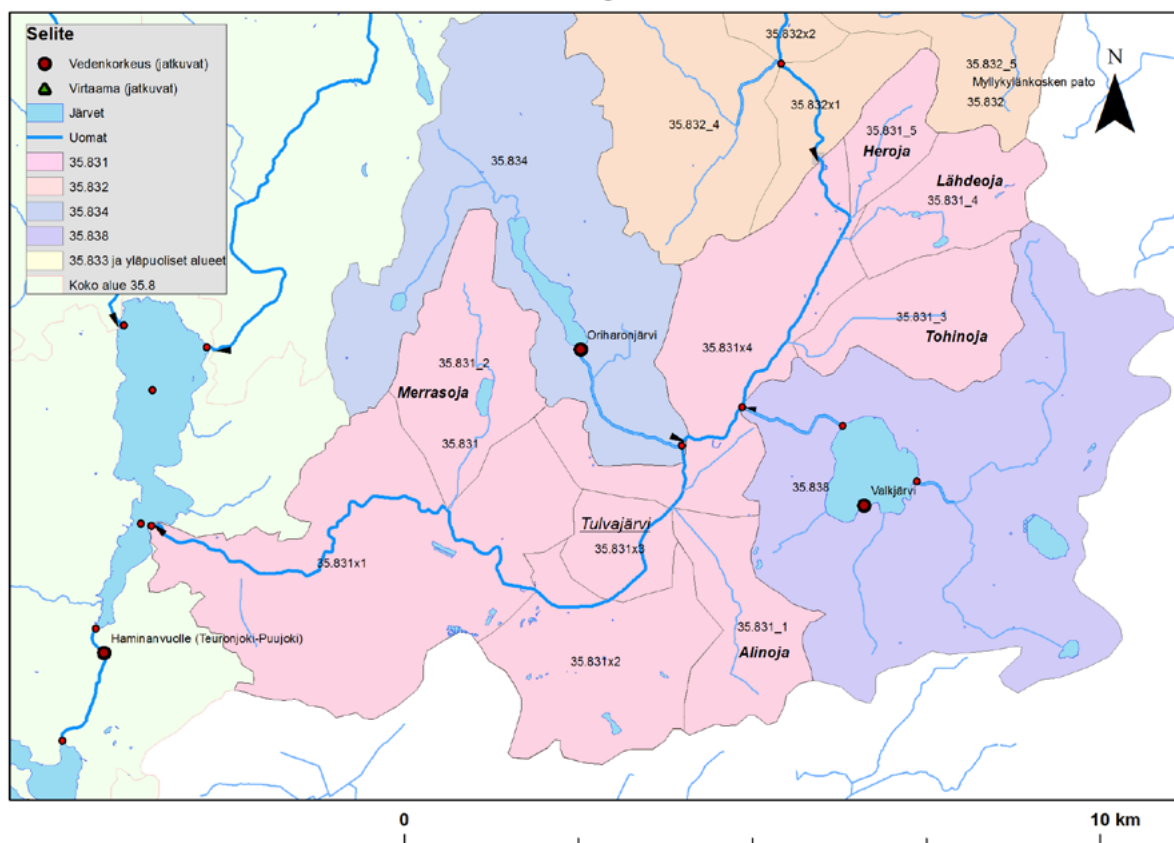 Selite
Vedenkorkeus (jatkuvat)
Virtaama (jatkuvat)
Järvet
Uomat
35.831
35.832
35.834
35.838
35.833 ja yläpuoliset alueet
Koko alue 35.8
35.832x2
35.832_5
Myllykylänkosken pato
35.832
N
35.832x1
35.832_4
35.831_5
Heroja
35.834
Lähdeoja
35.831_4
35.831_3
Tohinoja
Oriharonjärvi
35.831x4
35.831_2
Merrasoja
35.831
35.838
Valkjärvi
Tulvajärvi
35.831x3
35.831x1
35.831_1
Alinoja
Haminanvuolle (Teuronjoki-Puujoki)
35.831x2
0
10 km